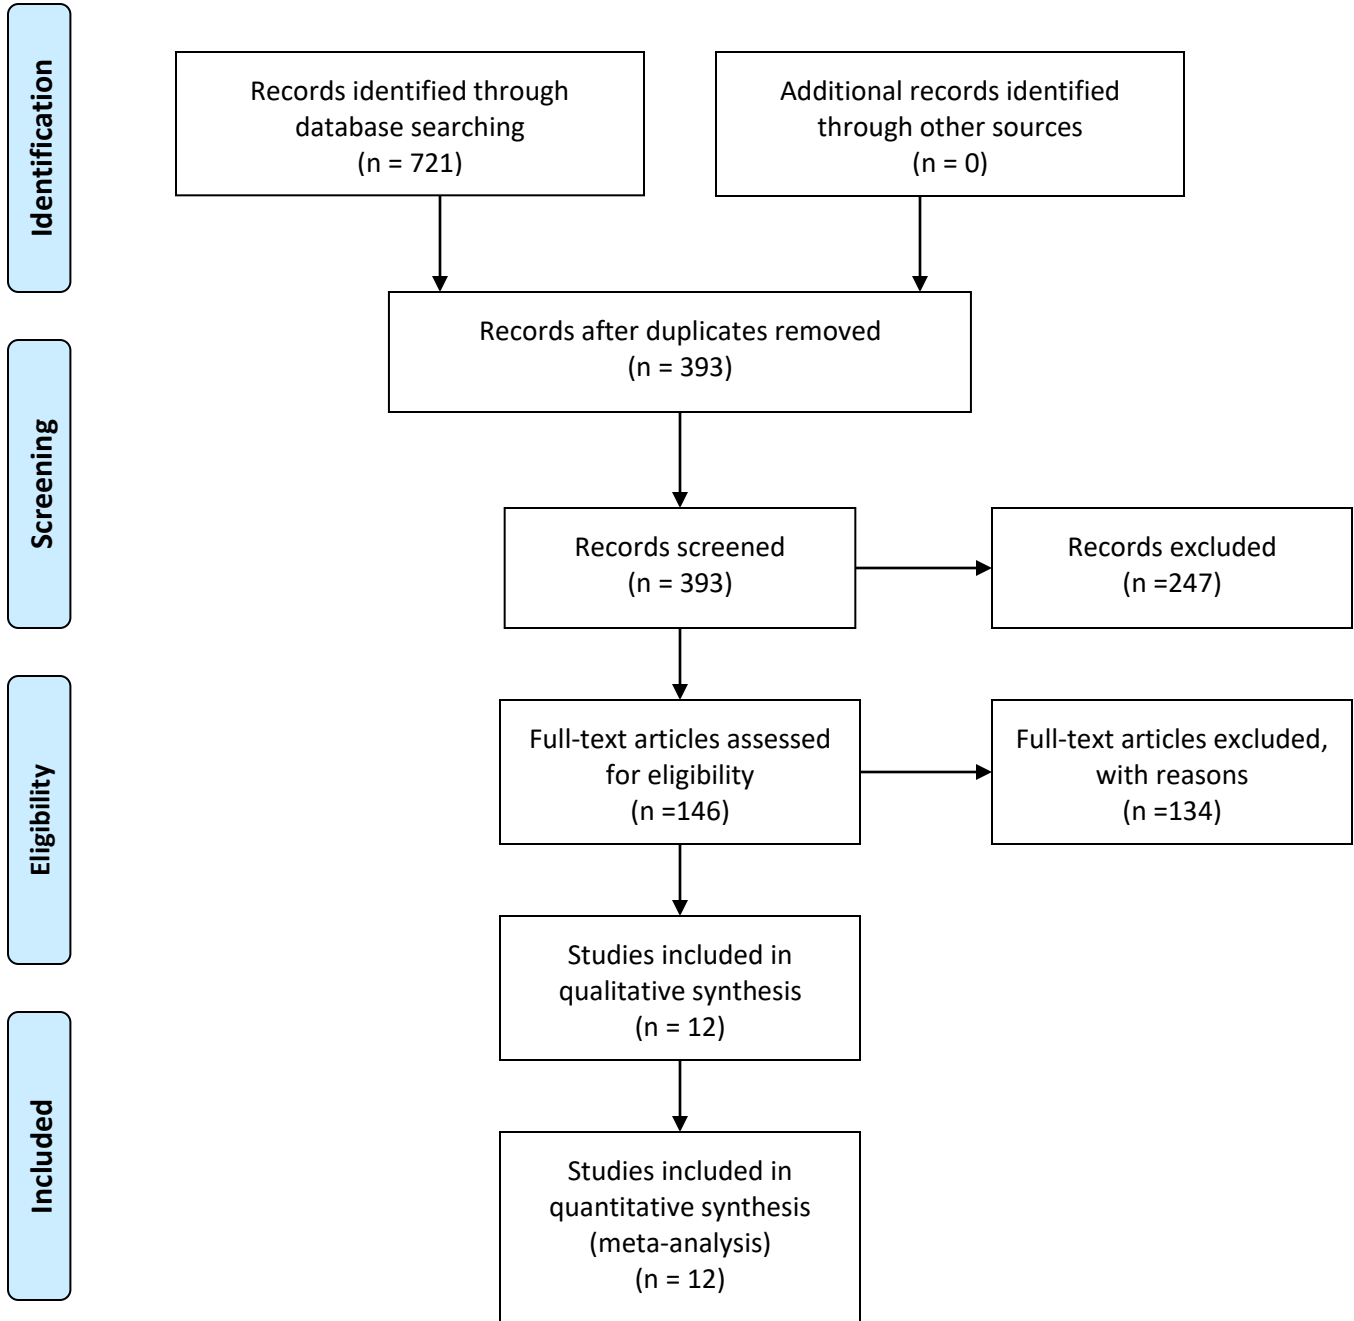 Identification
Records identified through
database searching
(n = 721)
Additional records identified
through other sources
(n = 0)
Records after duplicates removed
(n = 393)
Screening
Records screened
(n = 393)
Records excluded
(n =247)
Eligibility
Full-text articles assessed
for eligibility
(n =146)
Full-text articles excluded,
with reasons
(n =134)
Studies included in
qualitative synthesis
(n = 12)
Included
Studies included in
quantitative synthesis
(meta-analysis)
(n = 12)